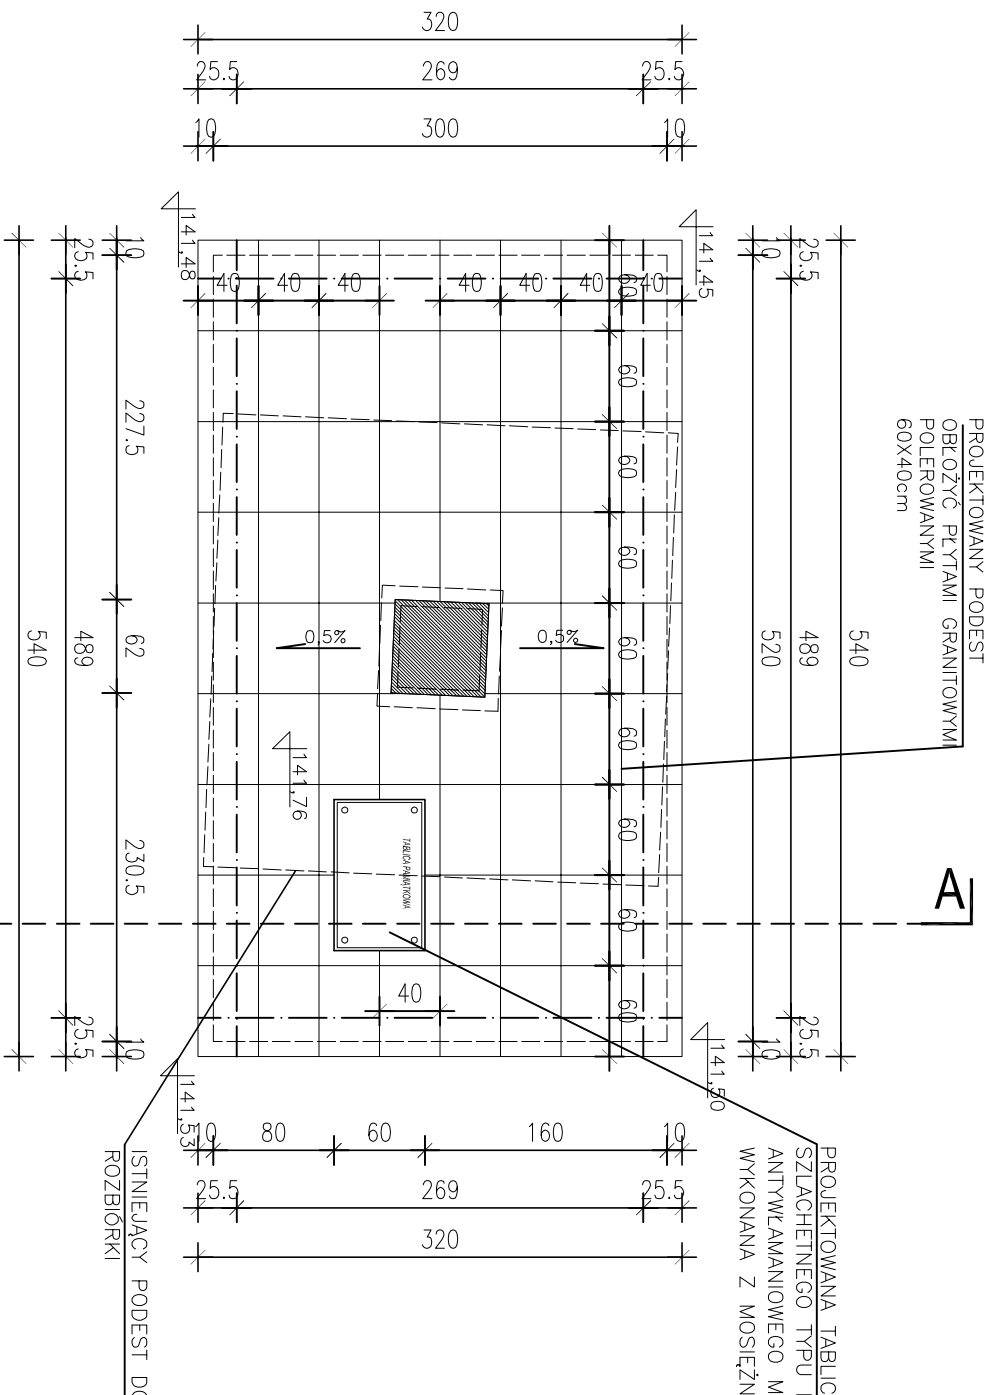 320
25.5 269 25.5
10 300 10
141,48
141,45
10 227.5 62 230.5 10
25.5 489 25.5
540
40 40 40 40 40 40 40
60 60 60 60 60 60 60 60 60
0,5% 0,5%
141,76
TABLICA PAMIĄTKOWA
40
10 520 10
25.5 489 25.5
540
PROJEKTOWANY PODEST
OBŁOŻYĆ PŁYTAMI GRANITOWYMI
POLEROWANYMI
60X40cm
A
141,50
141,53
10 80 60 160 10
25.5 269 25.5
320
PROJEKTOWANA TABLIC
SZLACHETNEGO TYPU
ANTYWŁAMANIOWEGO M
WYKONANA Z MOSIĘŻN
ISTNIEJĄCY PODEST DO
ROZBIÓRKI